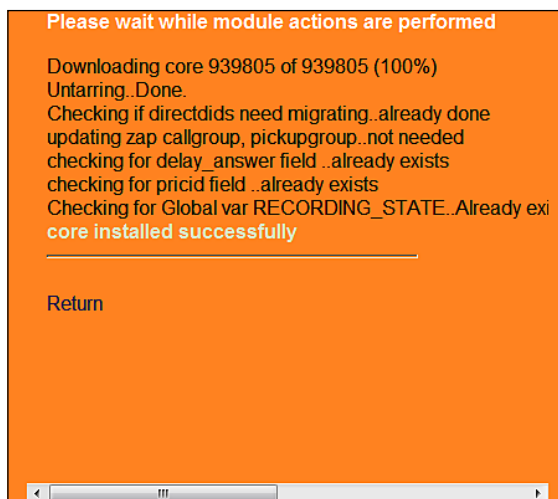 Please wait while module actions are performed
Downloading core 939805 of 939805 (100%)
Untarring..Done.
Checking if directdids need migrating..already done
updating zap callgroup, pickupgroup..not needed
checking for delay_answer field ..already exists
checking for pricid field ..already exists
Checking for Global var RECORDING_STATE..Already exi
core installed successfully
Return